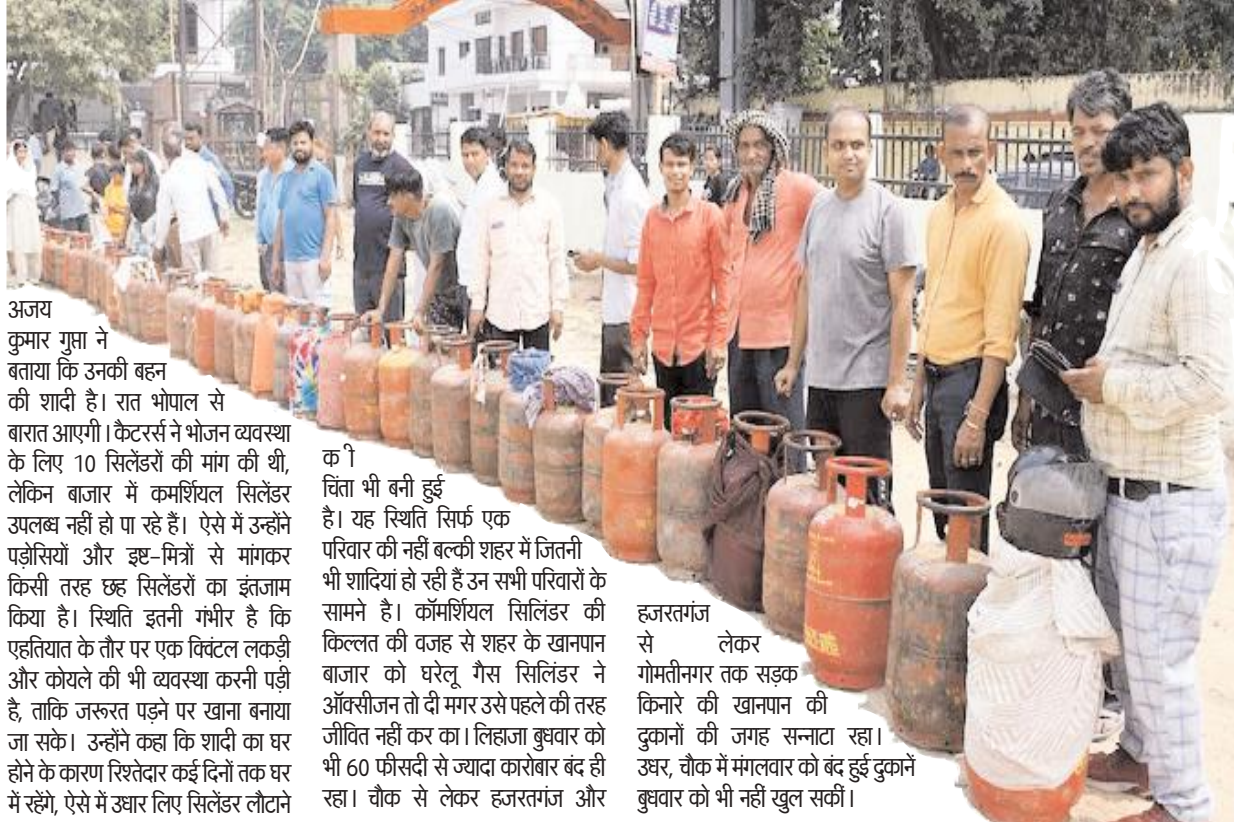 अजय
कुमार गुप्ता ने
बताया कि उनकी बहन
की शादी है। रात भोपाल से
बारात आएगी। कैटरर्स ने भोजन व्यवस्था
के लिए 10 सिलेंडरों की मांग की थी,
लेकिन बाजार में कमर्शियल सिलेंडर
उपलब्ध नहीं हो पा रहे हैं। ऐसे में उन्होंने
पड़ोसियों और इष्ट-मित्रों से मांगकर
किसी तरह छह सिलेंडरों का इंतजाम
किया है। स्थिति इतनी गंभीर है कि
एहतियात के तौर पर एक क्विंटल लकड़ी
और कोयले की भी व्यवस्था करनी पड़ी
है, ताकि जरूरत पड़ने पर खाना बनाया
जा सके। उन्होंने कहा कि शादी का घर
होने के कारण रिश्तेदार कई दिनों तक घर
में रहेंगे, ऐसे में उधार लिए सिलेंडर लौटाने
की
चिंता भी बनी हुई
है। यह स्थिति सिर्फ एक
परिवार की नहीं बल्की शहर में जितनी
भी शादियां हो रही हैं उन सभी परिवारों के
सामने है। कॉमर्शियल सिलिंडर की
किल्लत की वजह से शहर के खानपान
बाजार को घरेलू गैस सिलिंडर ने
ऑक्सीजन तो दी मगर उसे पहले की तरह
जीवित नहीं कर का। लिहाजा बुधवार को
भी 60 फीसदी से ज्यादा कारोबार बंद ही
रहा। चौक से लेकर हजरतगंज और
हजरतगंज
से लेकर
गोमतीनगर तक सड़क
किनारे की खानपान की
दुकानों की जगह सन्नाटा रहा।
उधर, चौक में मंगलवार को बंद हुई दुकानें
बुधवार को भी नहीं खुल सकीं।